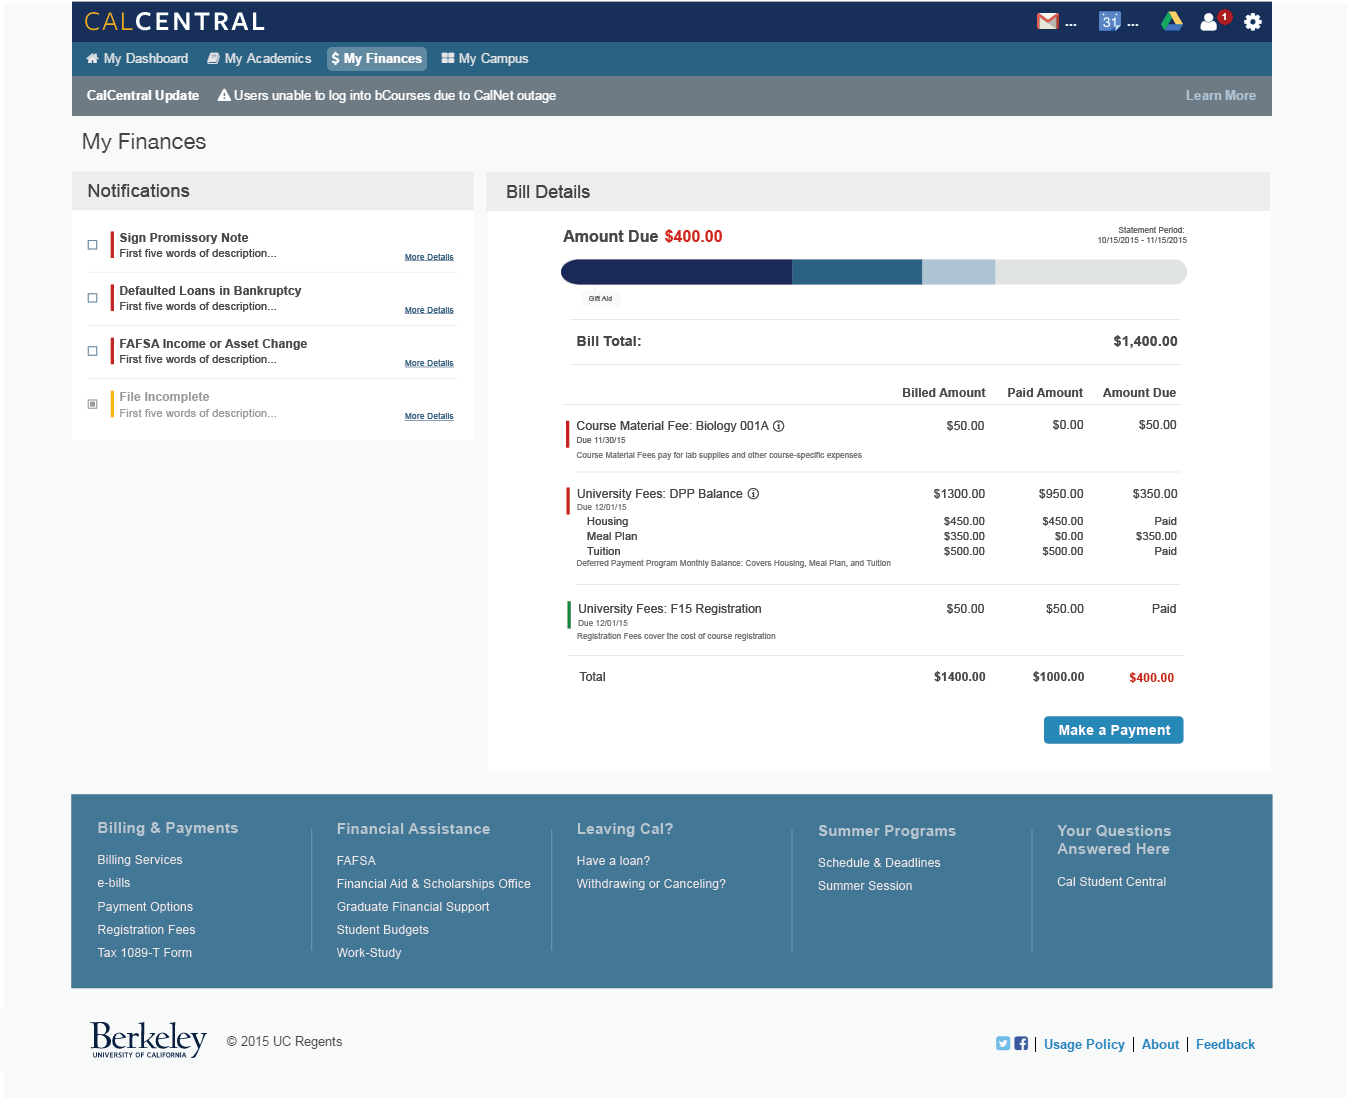 CALCENTRAL
... 31 ... 1
My Dashboard My Academics $ My Finances My Campus
CalCentral Update Users unable to log into bCourses due to CalNet outage Learn More
My Finances
Notifications
Sign Promissory Note
First five words of description...
More Details
Defaulted Loans in Bankruptcy
First five words of description...
More Details
FAFSA Income or Asset Change
First five words of description...
More Details
File Incomplete
First five words of description...
More Details
Bill Details
Amount Due $400.00
Statement Period:
10/15/2015 - 11/15/2015
Gift Aid
Bill Total: $1,400.00
Billed Amount Paid Amount Amount Due
Course Material Fee: Biology 001A $50.00 $0.00 $50.00
Due 11/30/15
Course Material Fees pay for lab supplies and other course-specific expenses
University Fees: DPP Balance $1300.00 $950.00 $350.00
Due 12/01/15
Housing $450.00 $450.00 Paid
Meal Plan $350.00 $0.00 $350.00
Tuition $500.00 $500.00 Paid
Deferred Payment Program Monthly Balance: Covers Housing, Meal Plan, and Tuition
University Fees: F15 Registration $50.00 $50.00 Paid
Due 12/01/15
Registration Fees cover the cost of course registration
Total $1400.00 $1000.00 $400.00
Make a Payment
Billing & Payments
Billing Services
e-bills
Payment Options
Registration Fees
Tax 1089-T Form
Financial Assistance
FAFSA
Financial Aid & Scholarships Office
Graduate Financial Support
Student Budgets
Work-Study
Leaving Cal?
Have a loan?
Withdrawing or Canceling?
Summer Programs
Schedule & Deadlines
Summer Session
Your Questions
Answered Here
Cal Student Central
Berkeley
UNIVERSITY OF CALIFORNIA
© 2015 UC Regents
Usage Policy | About | Feedback